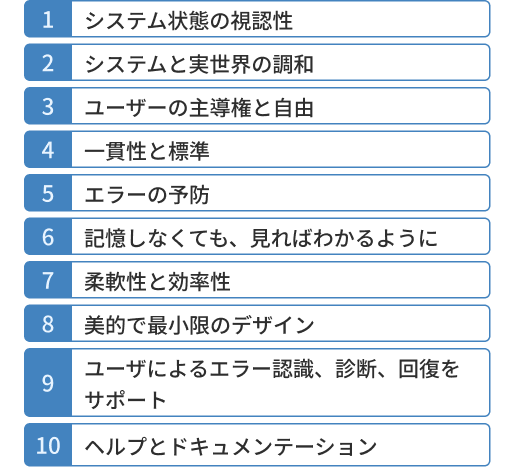 1 システム状態の視認性
2 システムと実世界の調和
3 ユーザーの主導権と自由
4 一貫性と標準
5 エラーの予防
6 記憶しなくても、見ればわかるように
7 柔軟性と効率性
8 美的で最小限のデザイン
9 ユーザによるエラー認識、診断、回復を
サポート
10 ヘルプとドキュメンテーション